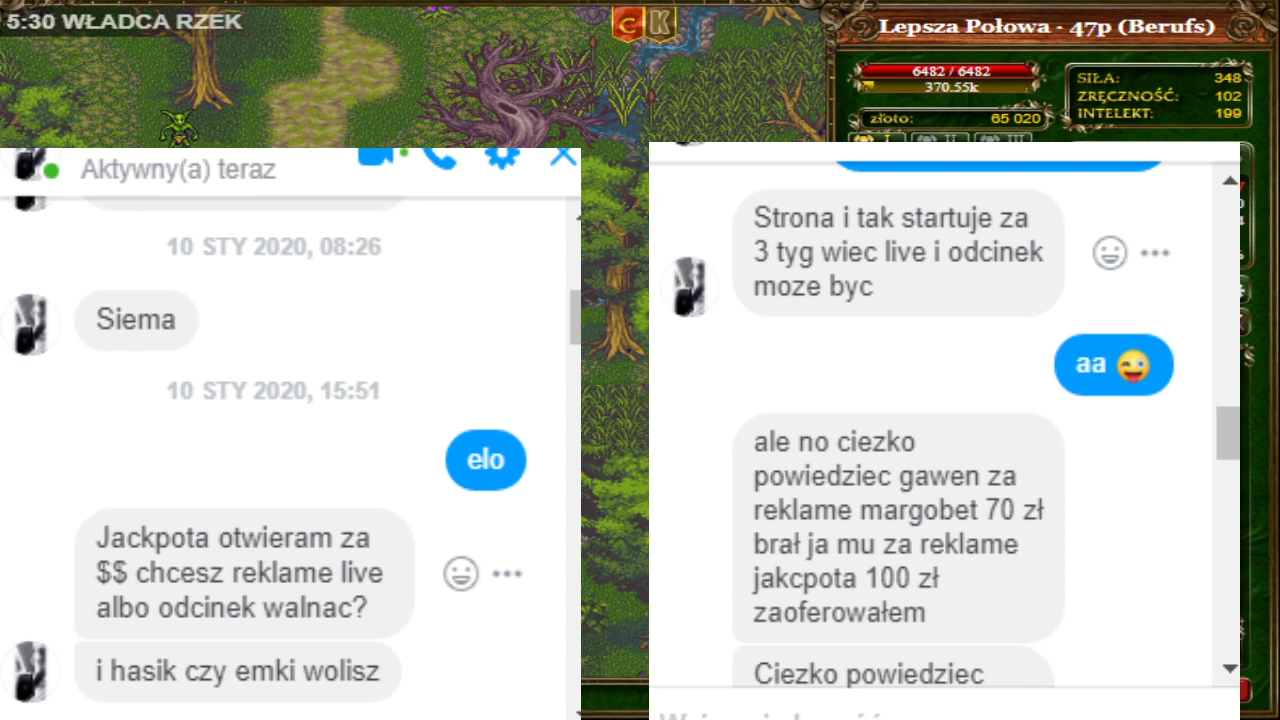 5:30 WŁADCA RZEK
C K
Lepsza Połowa - 47p (Berufs)
6482 / 6482
370.55k
złoto: 65 020
SIŁA: 348
ZRĘCZNOŚĆ: 102
INTELEKT: 199
I II III
Aktywny(a) teraz
10 STY 2020, 08:26
Siema
10 STY 2020, 15:51
elo
Jackpota otwieram za
$$ chcesz reklame live
albo odcinek walnac?
i hasik czy emki wolisz
Strona i tak startuje za
3 tyg wiec live i odcinek
moze byc
aa 😜
ale no ciezko
powiedziec gawen za
reklame margobet 70 zł
brał ja mu za reklame
jakcpota 100 zł
zaoferowałem
Ciezko powiedziec